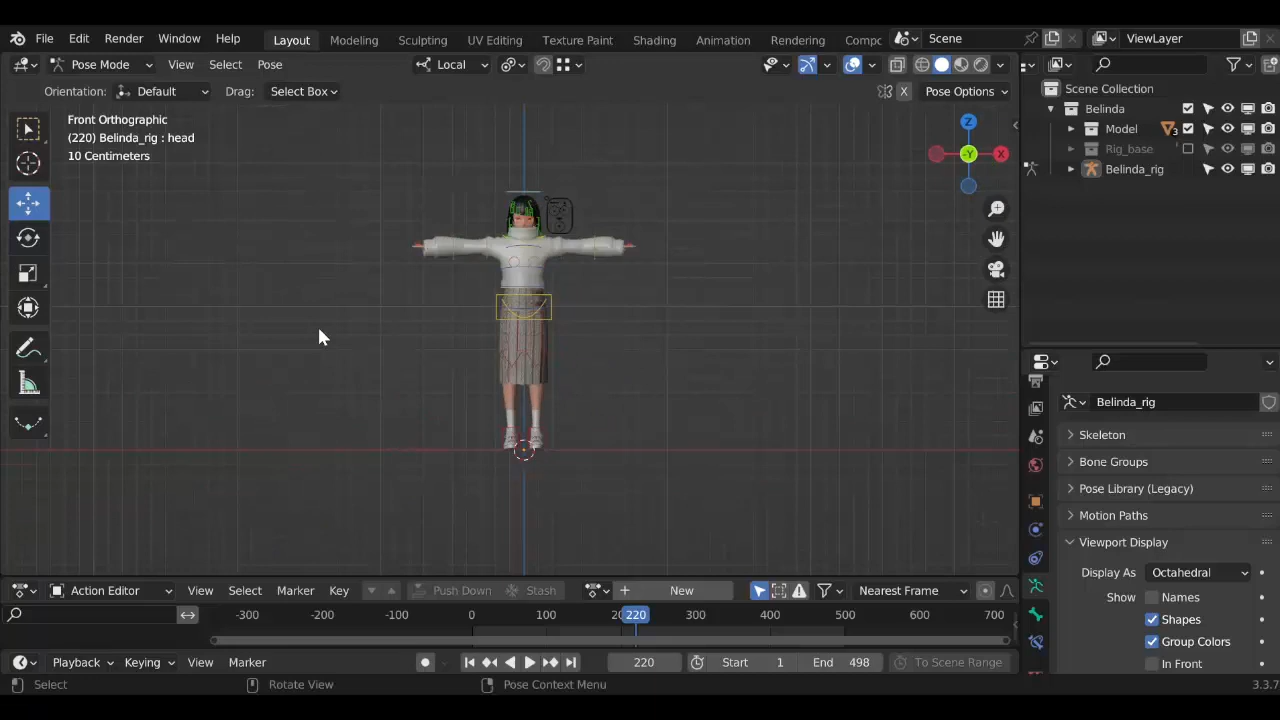 File Edit Render Window Help Layout Modeling Sculpting UV Editing Texture Paint Shading Animation Rendering Compc Scene ViewLayer
Pose Mode View Select Pose Local
Orientation: Default Drag: Select Box X Pose Options
Scene Collection
Belinda
Model 3
Rig_base
Belinda_rig
Front Orthographic
(220) Belinda_rig : head
10 Centimeters
Z
-Y
X
Belinda_rig
Skeleton
Bone Groups
Pose Library (Legacy)
Motion Paths
Viewport Display
Display As Octahedral
Show Names
Shapes
Group Colors
In Front
Action Editor View Select Marker Key Push Down Stash New Nearest Frame
-300 -200 -100 0 100 220 300 400 500 600 700
Playback Keying View Marker 220 Start 1 End 498 To Scene Range
Select Rotate View Pose Context Menu 3.3.7